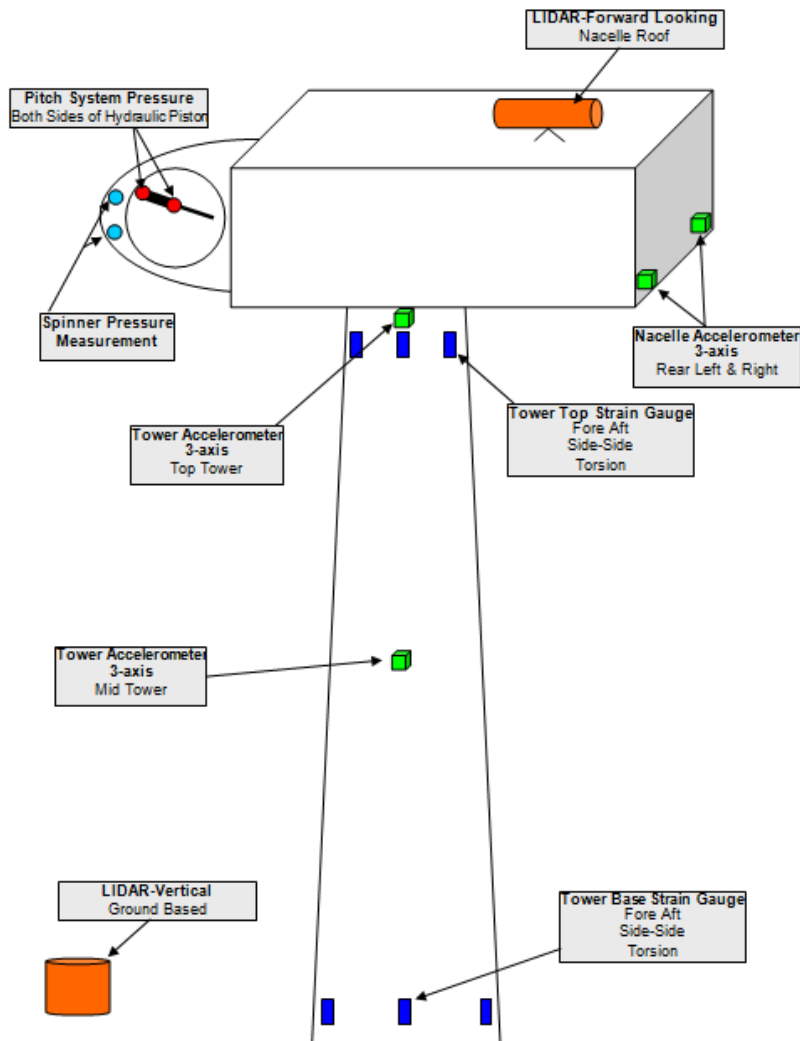 LIDAR-Forward Looking
Nacelle Roof
Pitch System Pressure
Both Sides of Hydraulic Piston
Spinner Pressure
Measurement
Nacelle Accelerometer
3-axis
Rear Left & Right
Tower Accelerometer
3-axis
Top Tower
Tower Top Strain Gauge
Fore Aft
Side-Side
Torsion
Tower Accelerometer
3-axis
Mid Tower
LIDAR-Vertical
Ground Based
Tower Base Strain Gauge
Fore Aft
Side-Side
Torsion